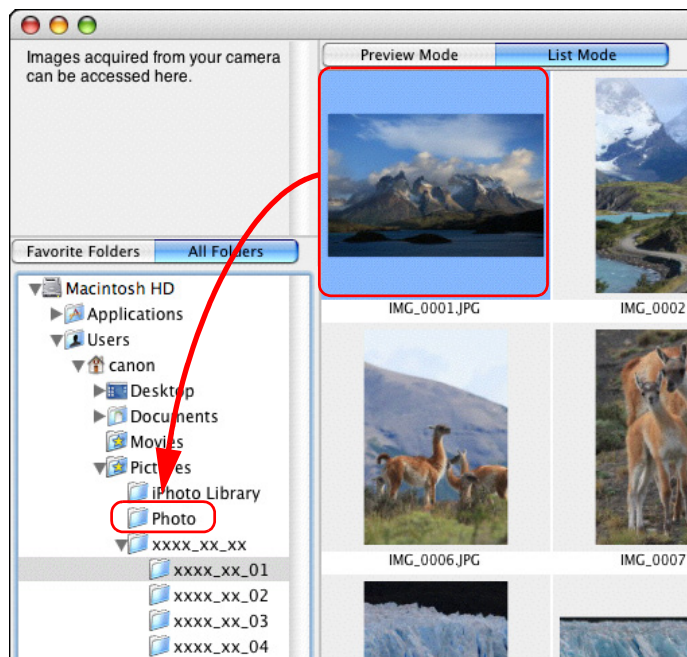 Images acquired from your camera
can be accessed here.
Preview Mode
List Mode
Favorite Folders
All Folders
Macintosh HD
Applications
Users
canon
Desktop
Documents
Movies
Pictures
iPhoto Library
Photo
xxxx_xx_xx
xxxx_xx_01
xxxx_xx_02
xxxx_xx_03
xxxx_xx_04
IMG_0001.JPG
IMG_0002
IMG_0006.JPG
IMG_0007